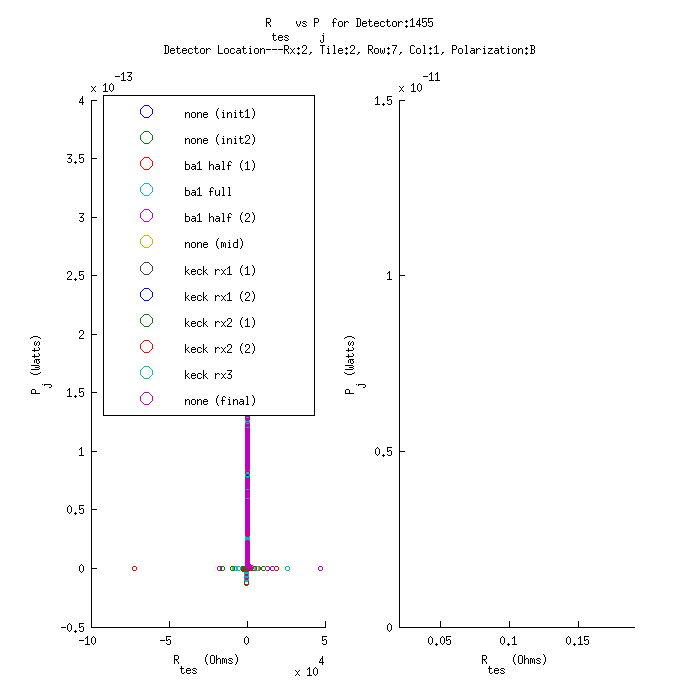 R tes vs P j for Detector:1455
Detector Location---Rx:2, Tile:2, Row:7, Col:1, Polarization:B
x 10 -13
4
3.5
3
2.5
2
1.5
1
0.5
0
-0.5
-10
-5
0
5
x 10 4
R tes (Ohms)
P j (Watts)
none (init1)
none (init2)
ba1 half (1)
ba1 full
ba1 half (2)
none (mid)
keck rx1 (1)
keck rx1 (2)
keck rx2 (1)
keck rx2 (2)
keck rx3
none (final)
x 10 -11
1.5
1
0.5
0
0.05
0.1
0.15
R tes (Ohms)
P j (Watts)